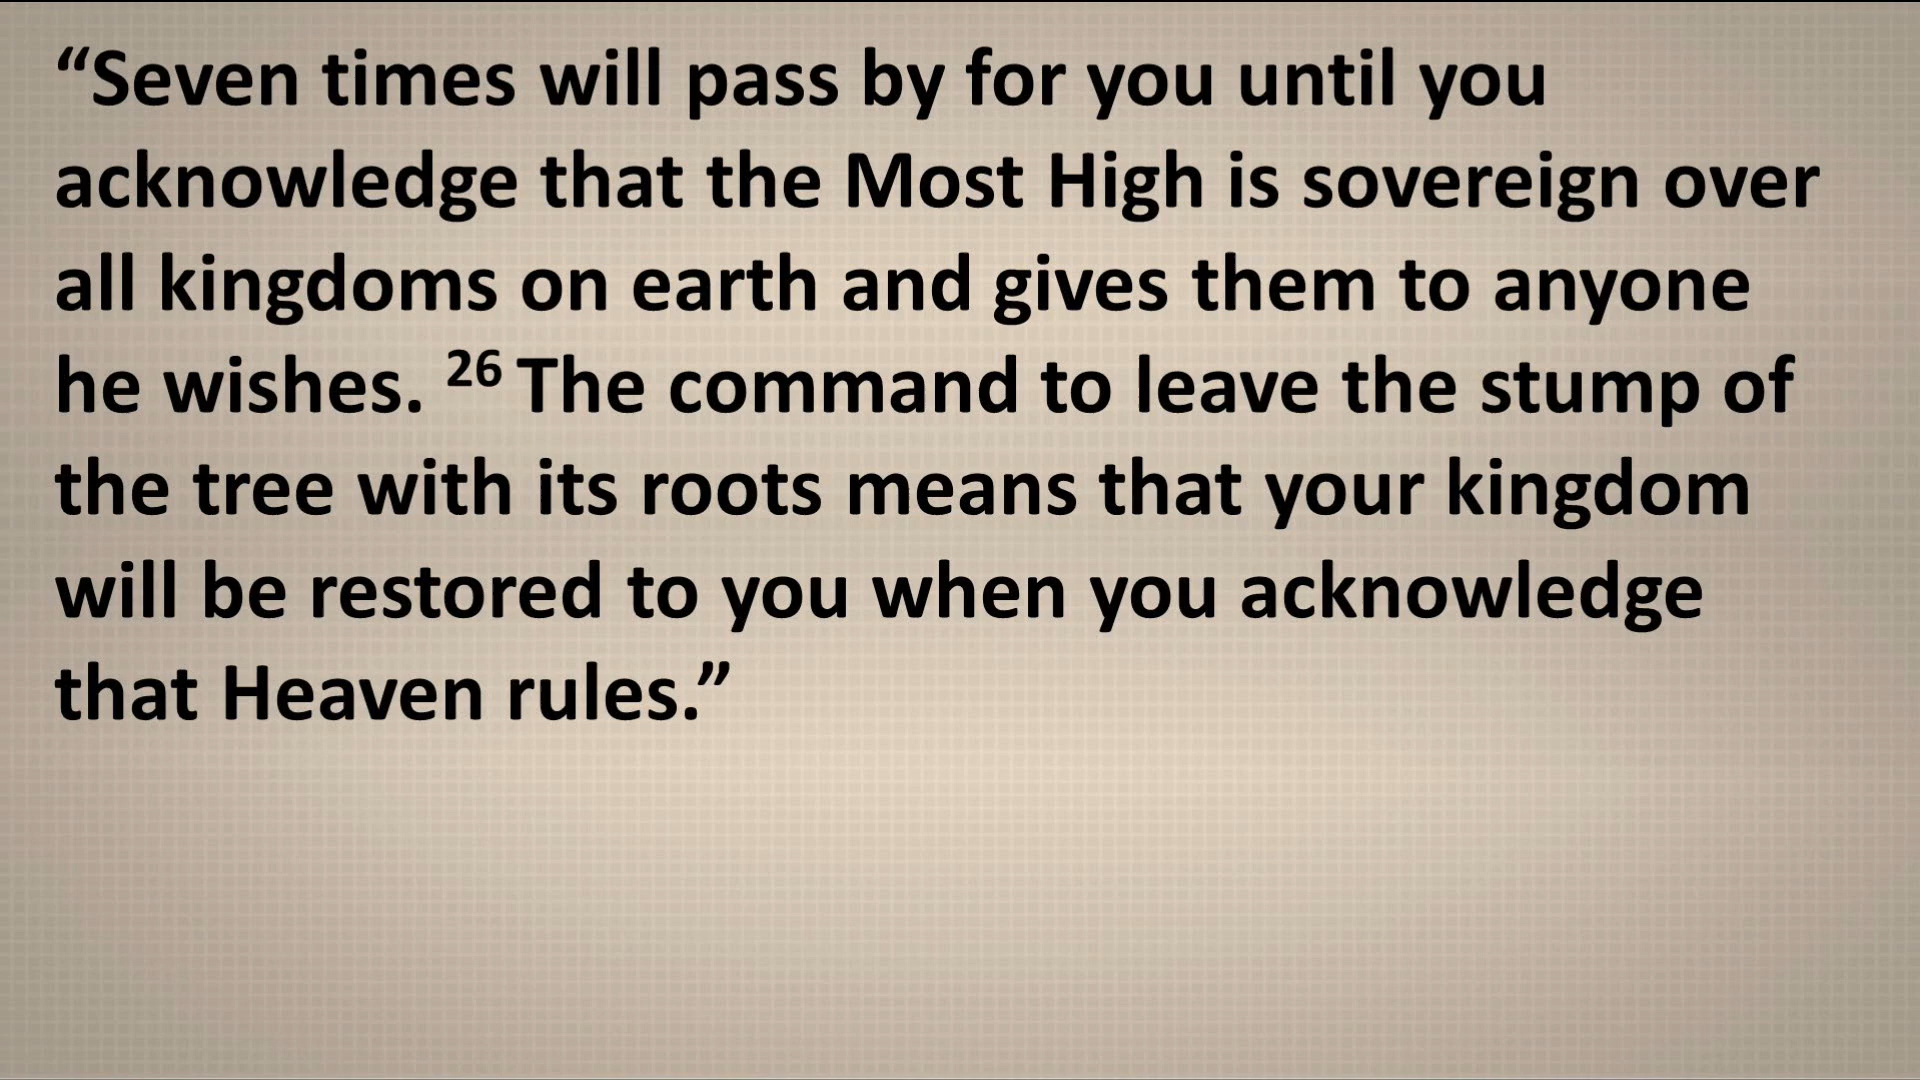 “Seven times will pass by for you until you
acknowledge that the Most High is sovereign over
all kingdoms on earth and gives them to anyone
he wishes. 26 The command to leave the stump of
the tree with its roots means that your kingdom
will be restored to you when you acknowledge
that Heaven rules.”